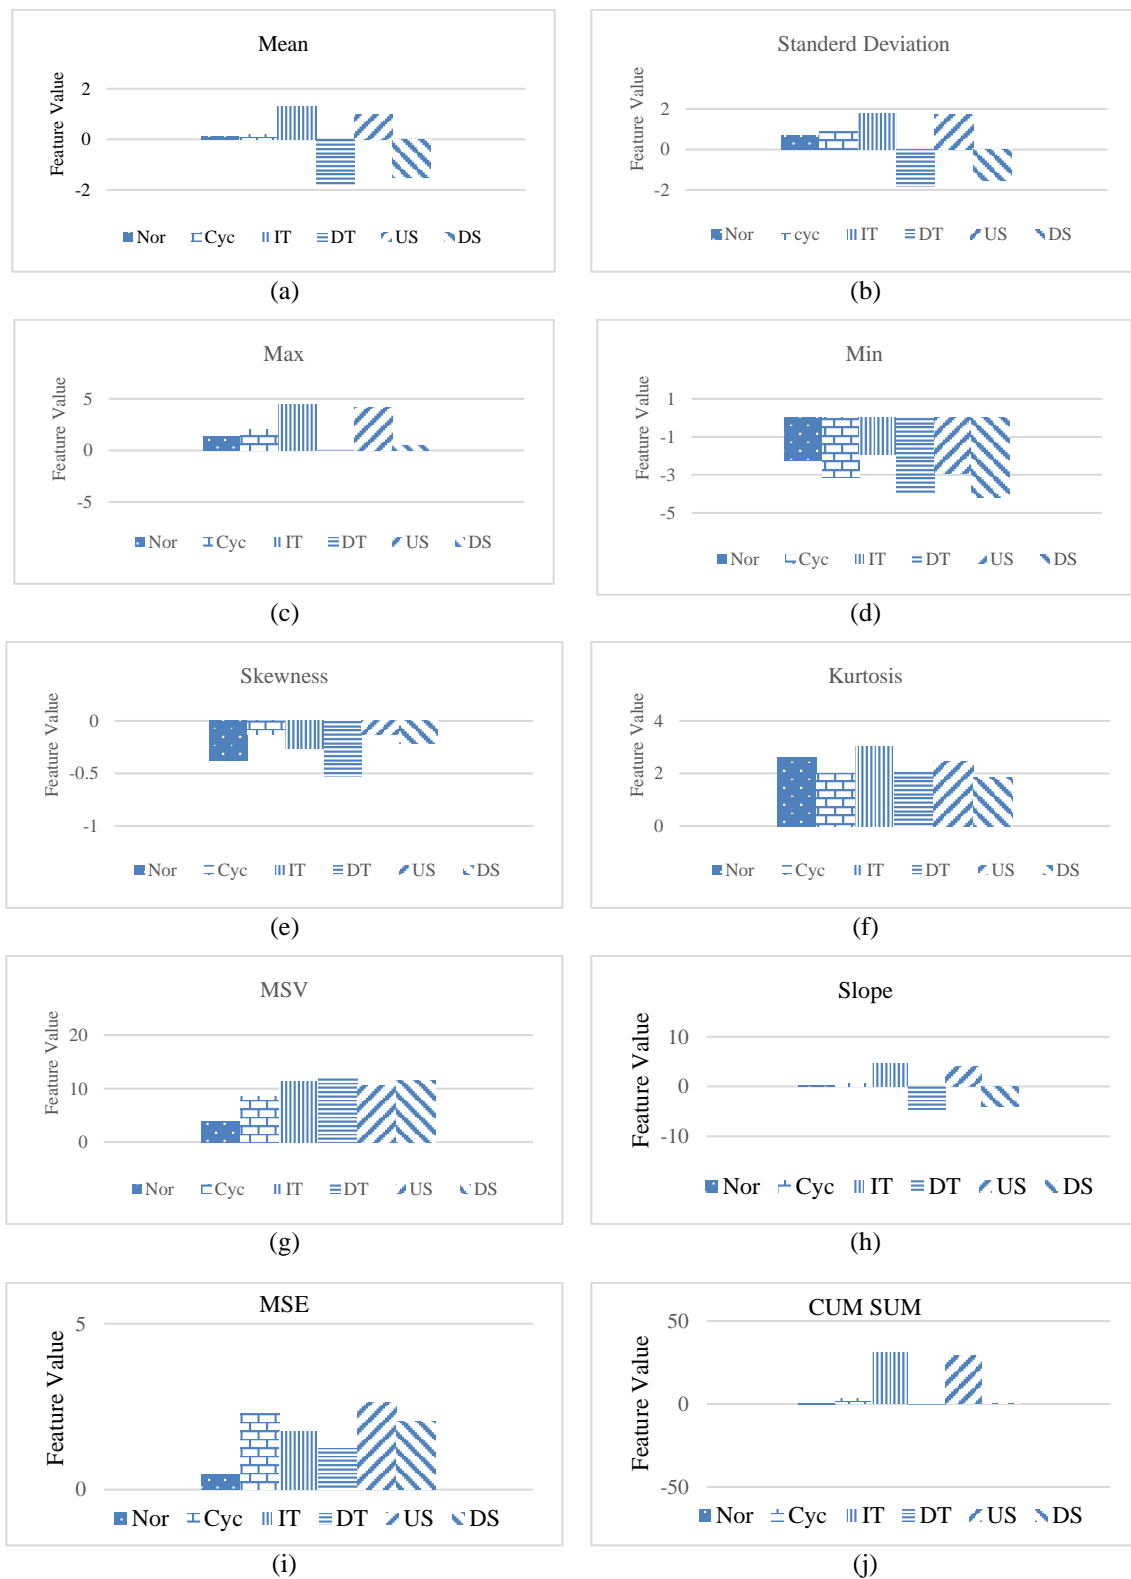 Mean
Feature Value
2
0
-2
Nor Cyc IT DT US DS
(a)
Standerd Deviation
Feature Value
2
0
-2
Nor cyc IT DT US DS
(b)
Max
Feature Value
5
0
-5
Nor Cyc IT DT US DS
(c)
Min
Feature Value
1
-1
-3
-5
Nor Cyc IT DT US DS
(d)
Skewness
Feature Value
0
-0.5
-1
Nor Cyc IT DT US DS
(e)
Kurtosis
Feature Value
4
2
0
Nor Cyc IT DT US DS
(f)
MSV
Feature Value
20
10
0
Nor Cyc IT DT US DS
(g)
Slope
Feature Value
10
0
-10
Nor Cyc IT DT US DS
(h)
MSE
Feature Value
5
0
Nor Cyc IT DT US DS
(i)
CUM SUM
Feature Value
50
0
-50
Nor Cyc IT DT US DS
(j)